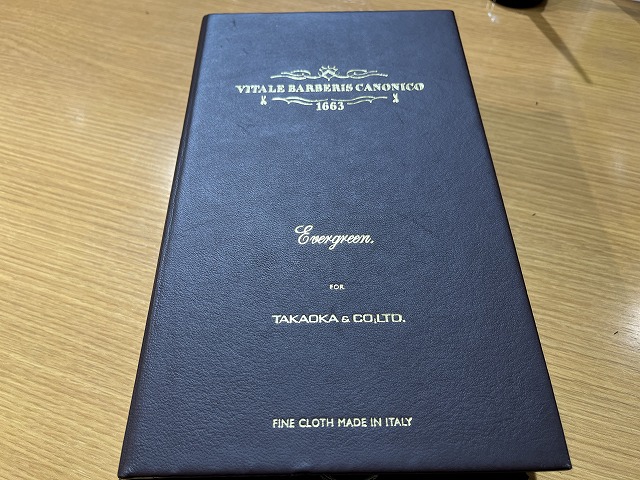 VITALE BARBERIS CANONICO
1663
Evergreen.
FOR
TAKAOKA & CO.,LTD.
FINE CLOTH MADE IN ITALY